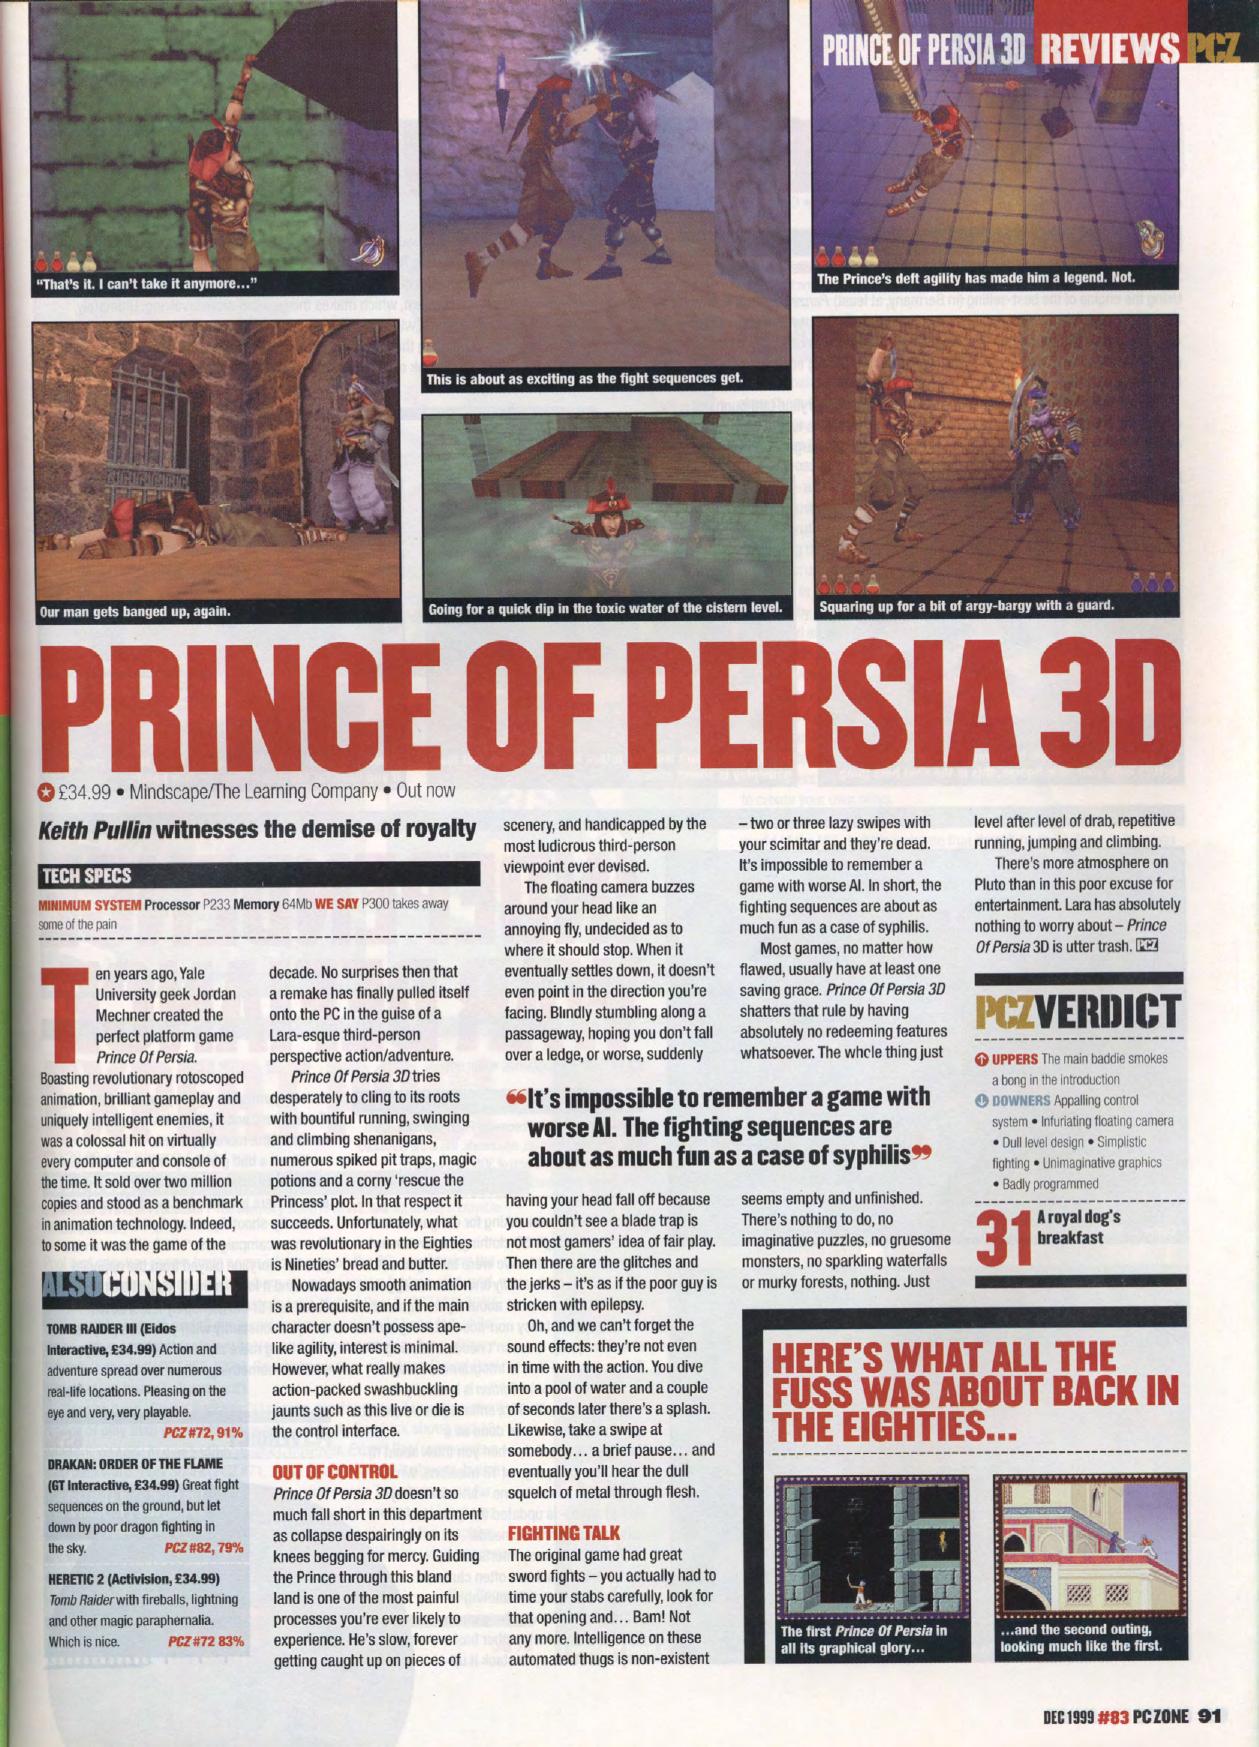 PRINCE OF PERSIA 3D REVIEWS PCZ
"That's it. I can't take it anymore..."
This is about as exciting as the fight sequences get.
The Prince's deft agility has made him a legend. Not.
Our man gets banged up, again.
Going for a quick dip in the toxic water of the cistern level.
Squaring up for a bit of argy-bargy with a guard.
PRINCE OF PERSIA 3D
£34.99 • Mindscape/The Learning Company • Out now
Keith Pullin witnesses the demise of royalty
TECH SPECS
MINIMUM SYSTEM Processor P233 Memory 64Mb WE SAY P300 takes away
some of the pain
Ten years ago, Yale
University geek Jordan
Mechner created the
perfect platform game
Prince Of Persia.
Boasting revolutionary rotoscoped
animation, brilliant gameplay and
uniquely intelligent enemies, it
was a colossal hit on virtually
every computer and console of
the time. It sold over two million
copies and stood as a benchmark
in animation technology. Indeed,
to some it was the game of the
decade. No surprises then that
a remake has finally pulled itself
onto the PC in the guise of a
Lara-esque third-person
perspective action/adventure.
Prince Of Persia 3D tries
desperately to cling to its roots
with bountiful running, swinging
and climbing shenanigans,
numerous spiked pit traps, magic
potions and a corny 'rescue the
Princess' plot. In that respect it
succeeds. Unfortunately, what
was revolutionary in the Eighties
is Nineties' bread and butter.
Nowadays smooth animation
is a prerequisite, and if the main
character doesn't possess ape-
like agility, interest is minimal.
However, what really makes
action-packed swashbuckling
jaunts such as this live or die is
the control interface.
OUT OF CONTROL
Prince Of Persia 3D doesn't so
much fall short in this department
as collapse despairingly on its
knees begging for mercy. Guiding
the Prince through this bland
land is one of the most painful
processes you're ever likely to
experience. He's slow, forever
getting caught up on pieces of
scenery, and handicapped by the
most ludicrous third-person
viewpoint ever devised.
The floating camera buzzes
around your head like an
annoying fly, undecided as to
where it should stop. When it
eventually settles down, it doesn't
even point in the direction you're
facing. Blindly stumbling along a
passageway, hoping you don't fall
over a ledge, or worse, suddenly
having your head fall off because
you couldn't see a blade trap is
not most gamers' idea of fair play.
Then there are the glitches and
the jerks – it's as if the poor guy is
stricken with epilepsy.
Oh, and we can't forget the
sound effects: they're not even
in time with the action. You dive
into a pool of water and a couple
of seconds later there's a splash.
Likewise, take a swipe at
somebody... a brief pause... and
eventually you'll hear the dull
squelch of metal through flesh.
FIGHTING TALK
The original game had great
sword fights – you actually had to
time your stabs carefully, look for
that opening and... Bam! Not
any more. Intelligence on these
automated thugs is non-existent
– two or three lazy swipes with
your scimitar and they're dead.
It's impossible to remember a
game with worse AI. In short, the
fighting sequences are about as
much fun as a case of syphilis.
Most games, no matter how
flawed, usually have at least one
saving grace. Prince Of Persia 3D
shatters that rule by having
absolutely no redeeming features
whatsoever. The whole thing just
seems empty and unfinished.
There's nothing to do, no
imaginative puzzles, no gruesome
monsters, no sparkling waterfalls
or murky forests, nothing. Just
level after level of drab, repetitive
running, jumping and climbing.
There's more atmosphere on
Pluto than in this poor excuse for
entertainment. Lara has absolutely
nothing to worry about – Prince
Of Persia 3D is utter trash. PCZ
“It's impossible to remember a game with
worse AI. The fighting sequences are
about as much fun as a case of syphilis”
ALSO CONSIDER
TOMB RAIDER III (Eidos
Interactive, £34.99) Action and
adventure spread over numerous
real-life locations. Pleasing on the
eye and very, very playable.
PCZ #72, 91%
DRAKAN: ORDER OF THE FLAME
(GT Interactive, £34.99) Great fight
sequences on the ground, but let
down by poor dragon fighting in
the sky. PCZ #82, 79%
HERETIC 2 (Activision, £34.99)
Tomb Raider with fireballs, lightning
and other magic paraphernalia.
Which is nice. PCZ #72 83%
PCZ VERDICT
UPPERS The main baddie smokes
a bong in the introduction
DOWNERS Appalling control
system • Infuriating floating camera
• Dull level design • Simplistic
fighting • Unimaginative graphics
• Badly programmed
31 A royal dog's
breakfast
HERE'S WHAT ALL THE
FUSS WAS ABOUT BACK IN
THE EIGHTIES...
The first Prince Of Persia in
all its graphical glory...
...and the second outing,
looking much like the first.
DEC 1999 #83 PC ZONE 91